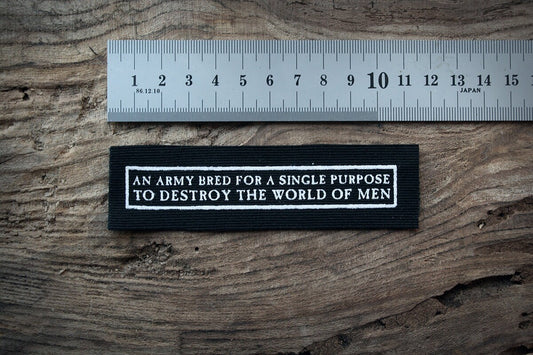 1 2 3 4 5 6 7 8 9 10 11 12 13 14 15
86.12.10 JAPAN
AN ARMY BRED FOR A SINGLE PURPOSE
TO DESTROY THE WORLD OF MEN